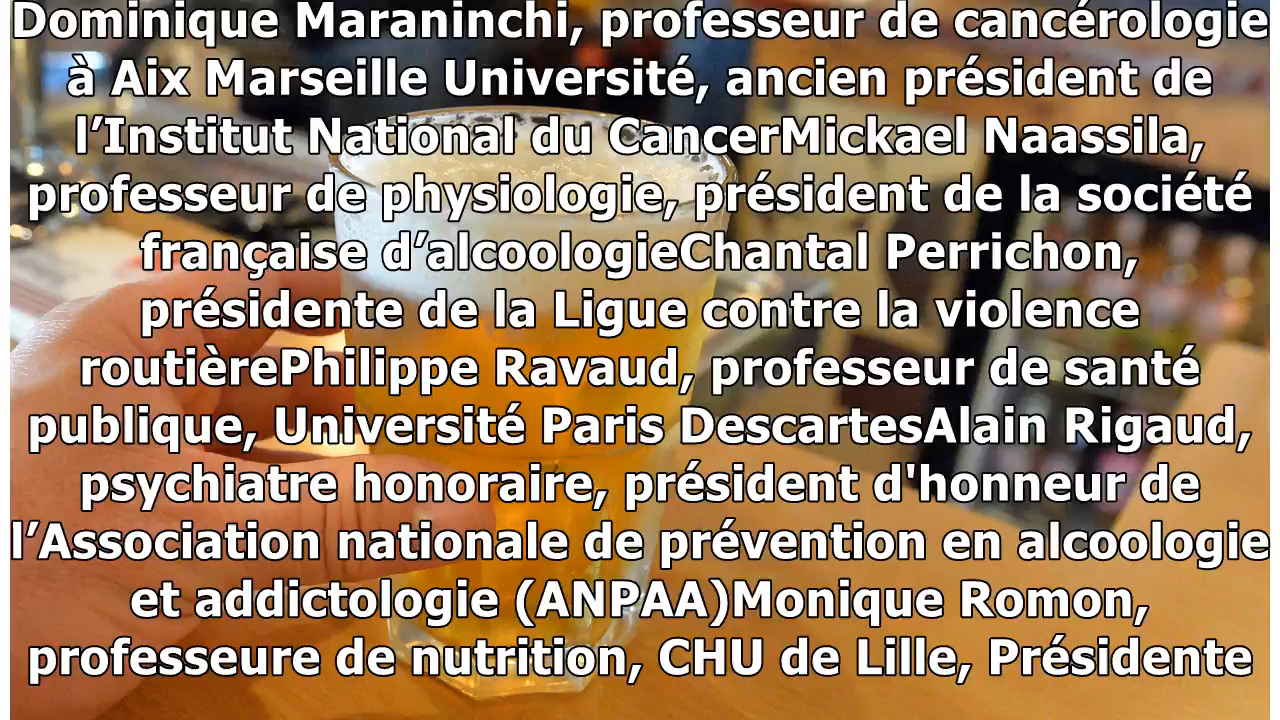 Dominique Maraninchi, professeur de cancérologie
à Aix Marseille Université, ancien président de
l’Institut National du CancerMickael Naassila,
professeur de physiologie, président de la société
française d’alcoologieChantal Perrichon,
présidente de la Ligue contre la violence
routièrePhilippe Ravaud, professeur de santé
publique, Université Paris DescartesAlain Rigaud,
psychiatre honoraire, président d'honneur de
l’Association nationale de prévention en alcoologie
et addictologie (ANPAA)Monique Romon,
professeure de nutrition, CHU de Lille, Présidente